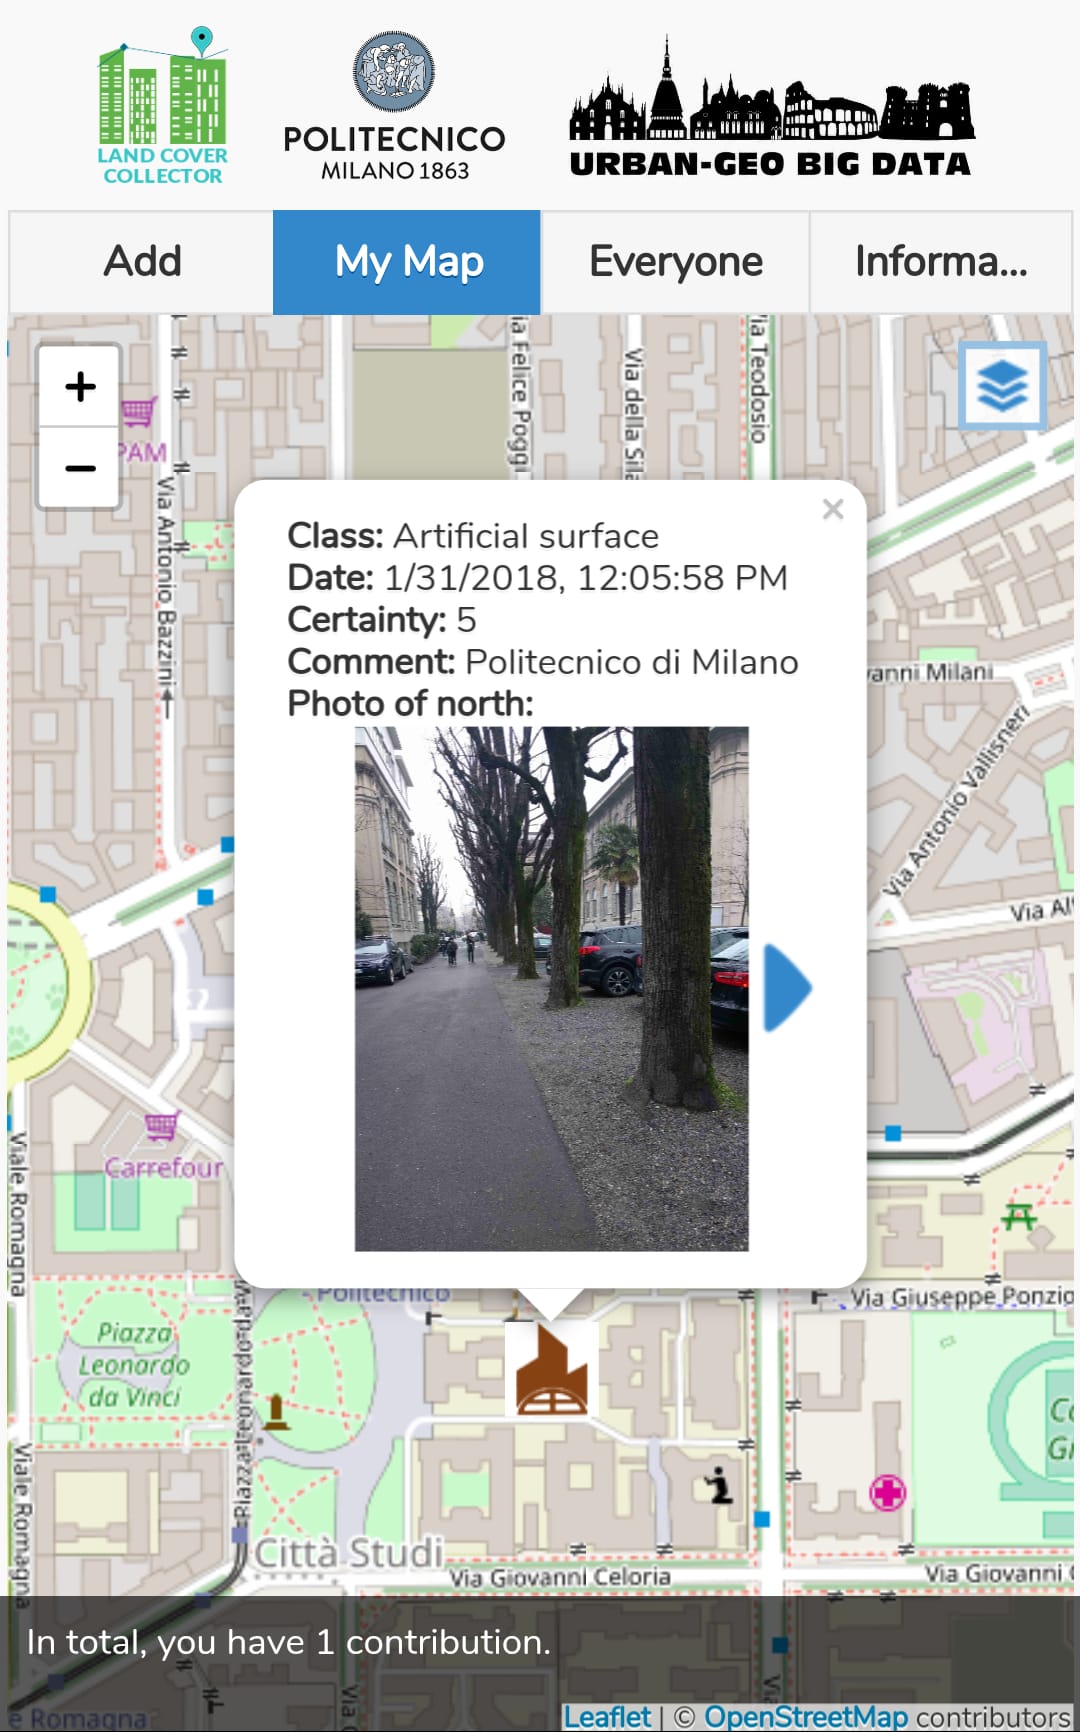 LAND COVER
COLLECTOR
POLITECNICO
MILANO 1863
URBAN-GEO BIG DATA
Add
My Map
Everyone
Informa...
+
−
PAM
Via Antonio Bazzini
ia Felice Poggi
Via della Sila
ia Teodosio
×
Class: Artificial surface
Date: 1/31/2018, 12:05:58 PM
Certainty: 5
Comment: Politecnico di Milano
Photo of north:
vanni Milani
Via Antonio Vallisneri
Via Al
Carrefour
Viale Romagna
Politecnico
Via Giuseppe Ponzio
Piazza
Leonardo
da Vinci
Piazza Leonardo da V
Viale Romagna
Città Studi
Via Giovanni Celoria
Via Giovanni C
In total, you have 1 contribution.
e Romagna
Via G
Via
Leaflet | © OpenStreetMap contributors